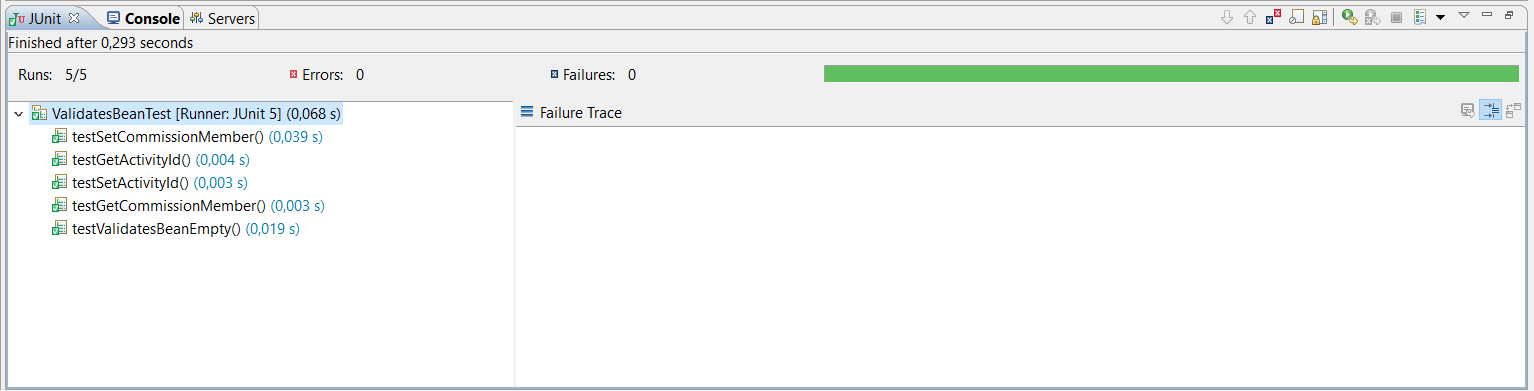 JUnit Console Servers
Finished after 0,293 seconds
Runs: 5/5 Errors: 0 Failures: 0
ValidatesBeanTest [Runner: JUnit 5] (0,068 s)
Failure Trace
testSetCommissionMember() (0,039 s)
testGetActivityId() (0,004 s)
testSetActivityId() (0,003 s)
testGetCommissionMember() (0,003 s)
testValidatesBeanEmpty() (0,019 s)